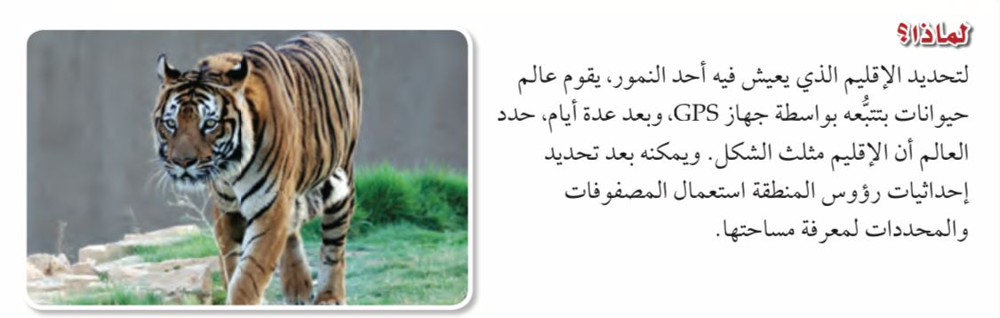 لماذا؟
لتحديد الإقليم الذي يعيش فيه أحد النمور، يقوم عالم
حيوانات بتتبُّعه بواسطة جهاز GPS، وبعد عدة أيام، حدد
العالم أن الإقليم مثلث الشكل. ويمكنه بعد تحديد
إحداثيات رؤوس المنطقة استعمال المصفوفات
والمحددات لمعرفة مساحتها.